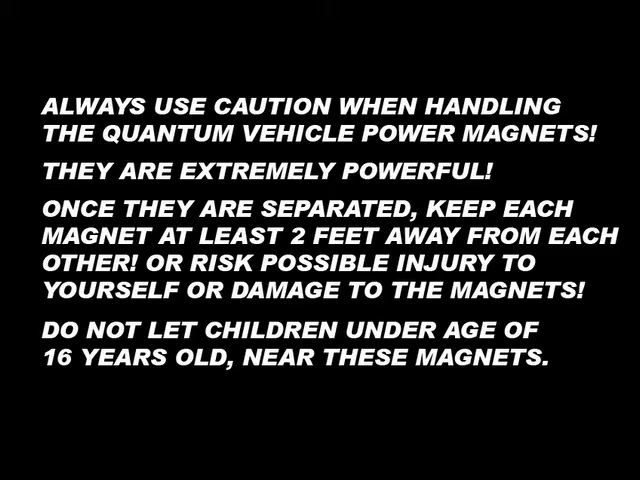 ALWAYS USE CAUTION WHEN HANDLING
THE QUANTUM VEHICLE POWER MAGNETS!
THEY ARE EXTREMELY POWERFUL!
ONCE THEY ARE SEPARATED, KEEP EACH
MAGNET AT LEAST 2 FEET AWAY FROM EACH
OTHER! OR RISK POSSIBLE INJURY TO
YOURSELF OR DAMAGE TO THE MAGNETS!
DO NOT LET CHILDREN UNDER AGE OF
16 YEARS OLD, NEAR THESE MAGNETS.